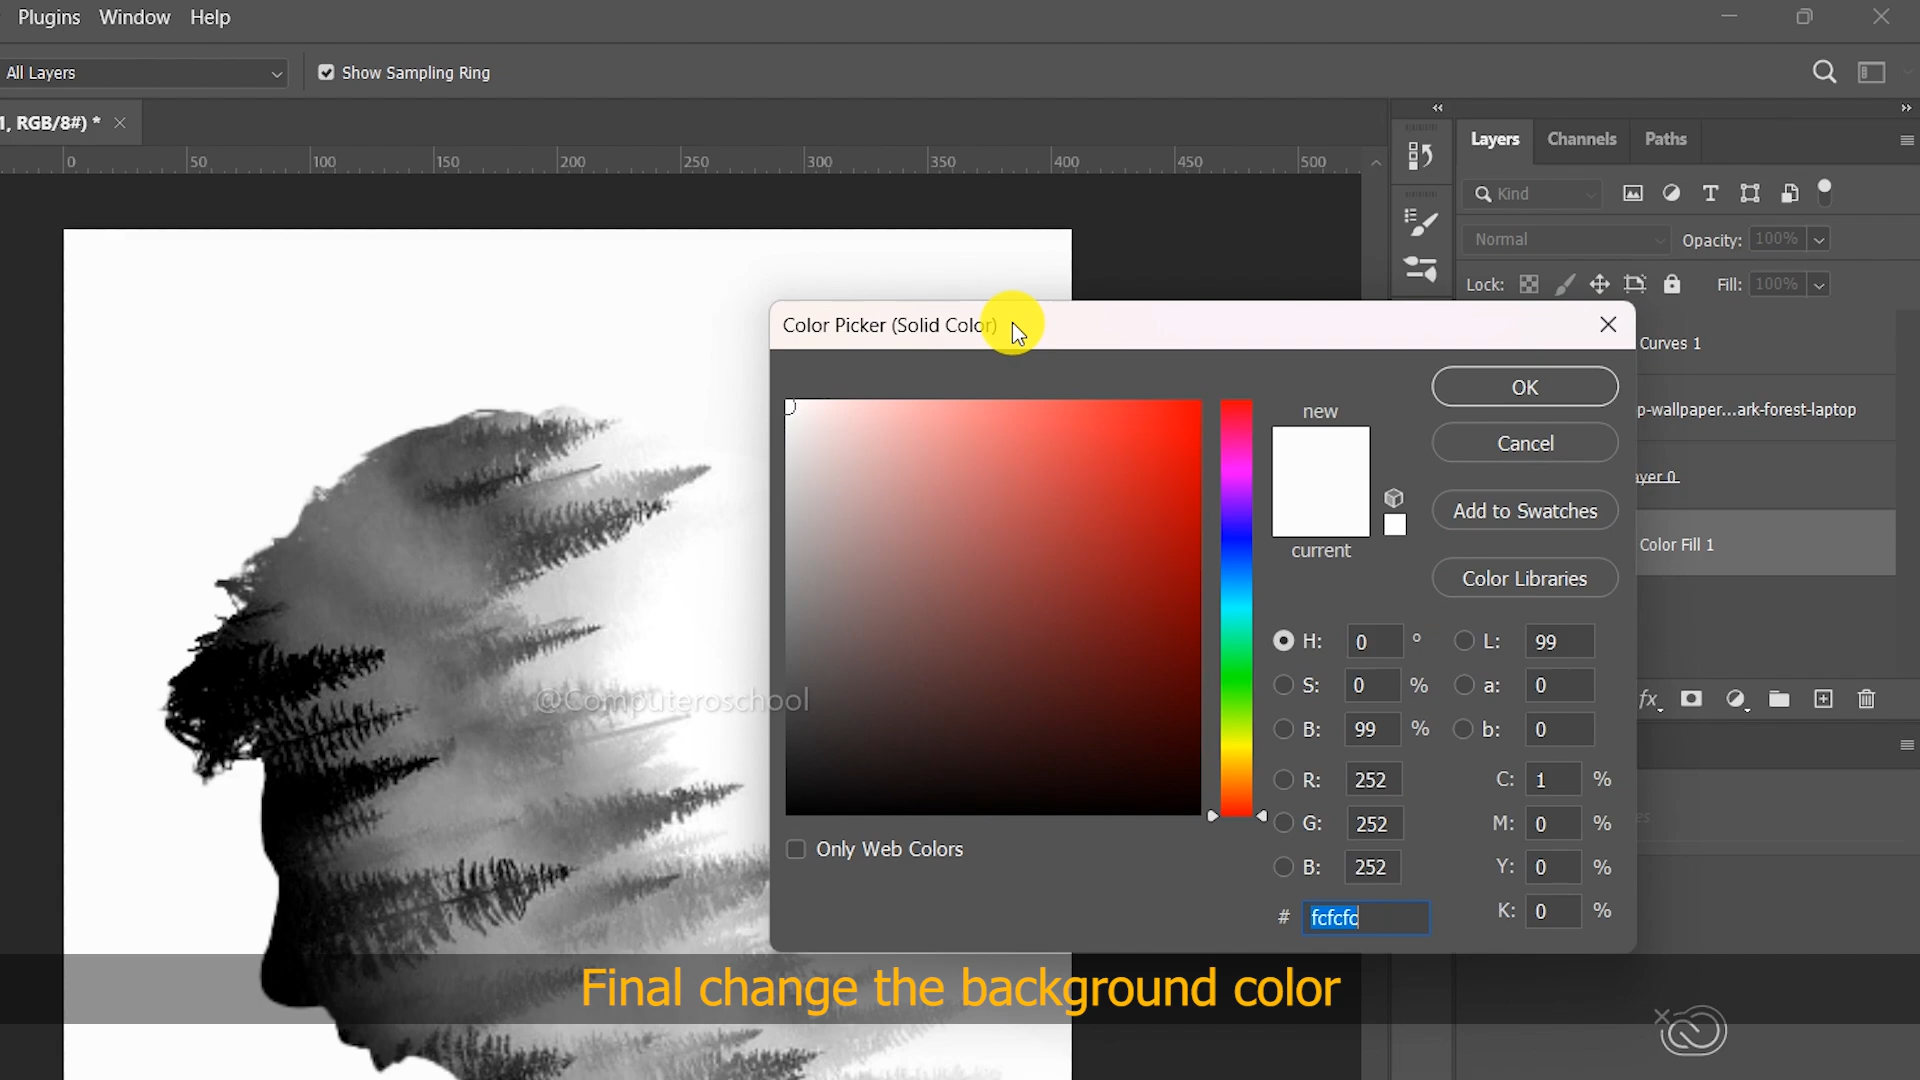 Plugins Window Help
All Layers Show Sampling Ring
1, RGB/8#) * ×
0 50 100 150 200 250 300 350 400 450 500
Layers Channels Paths
Kind
Normal Opacity: 100%
Lock: Fill: 100%
Color Picker (Solid Color)
Curves 1
OK
new
p-wallpaper...ark-forest-laptop
Cancel
ayer 0
Add to Swatches
current
Color Fill 1
Color Libraries
H: 0 ° L: 99
S: 0 % a: 0
B: 99 % b: 0
fx
@Computeroschool
R: 252 C: 1 %
G: 252 M: 0 %
Only Web Colors
B: 252 Y: 0 %
# fcfcfc K: 0 %
Final change the background color